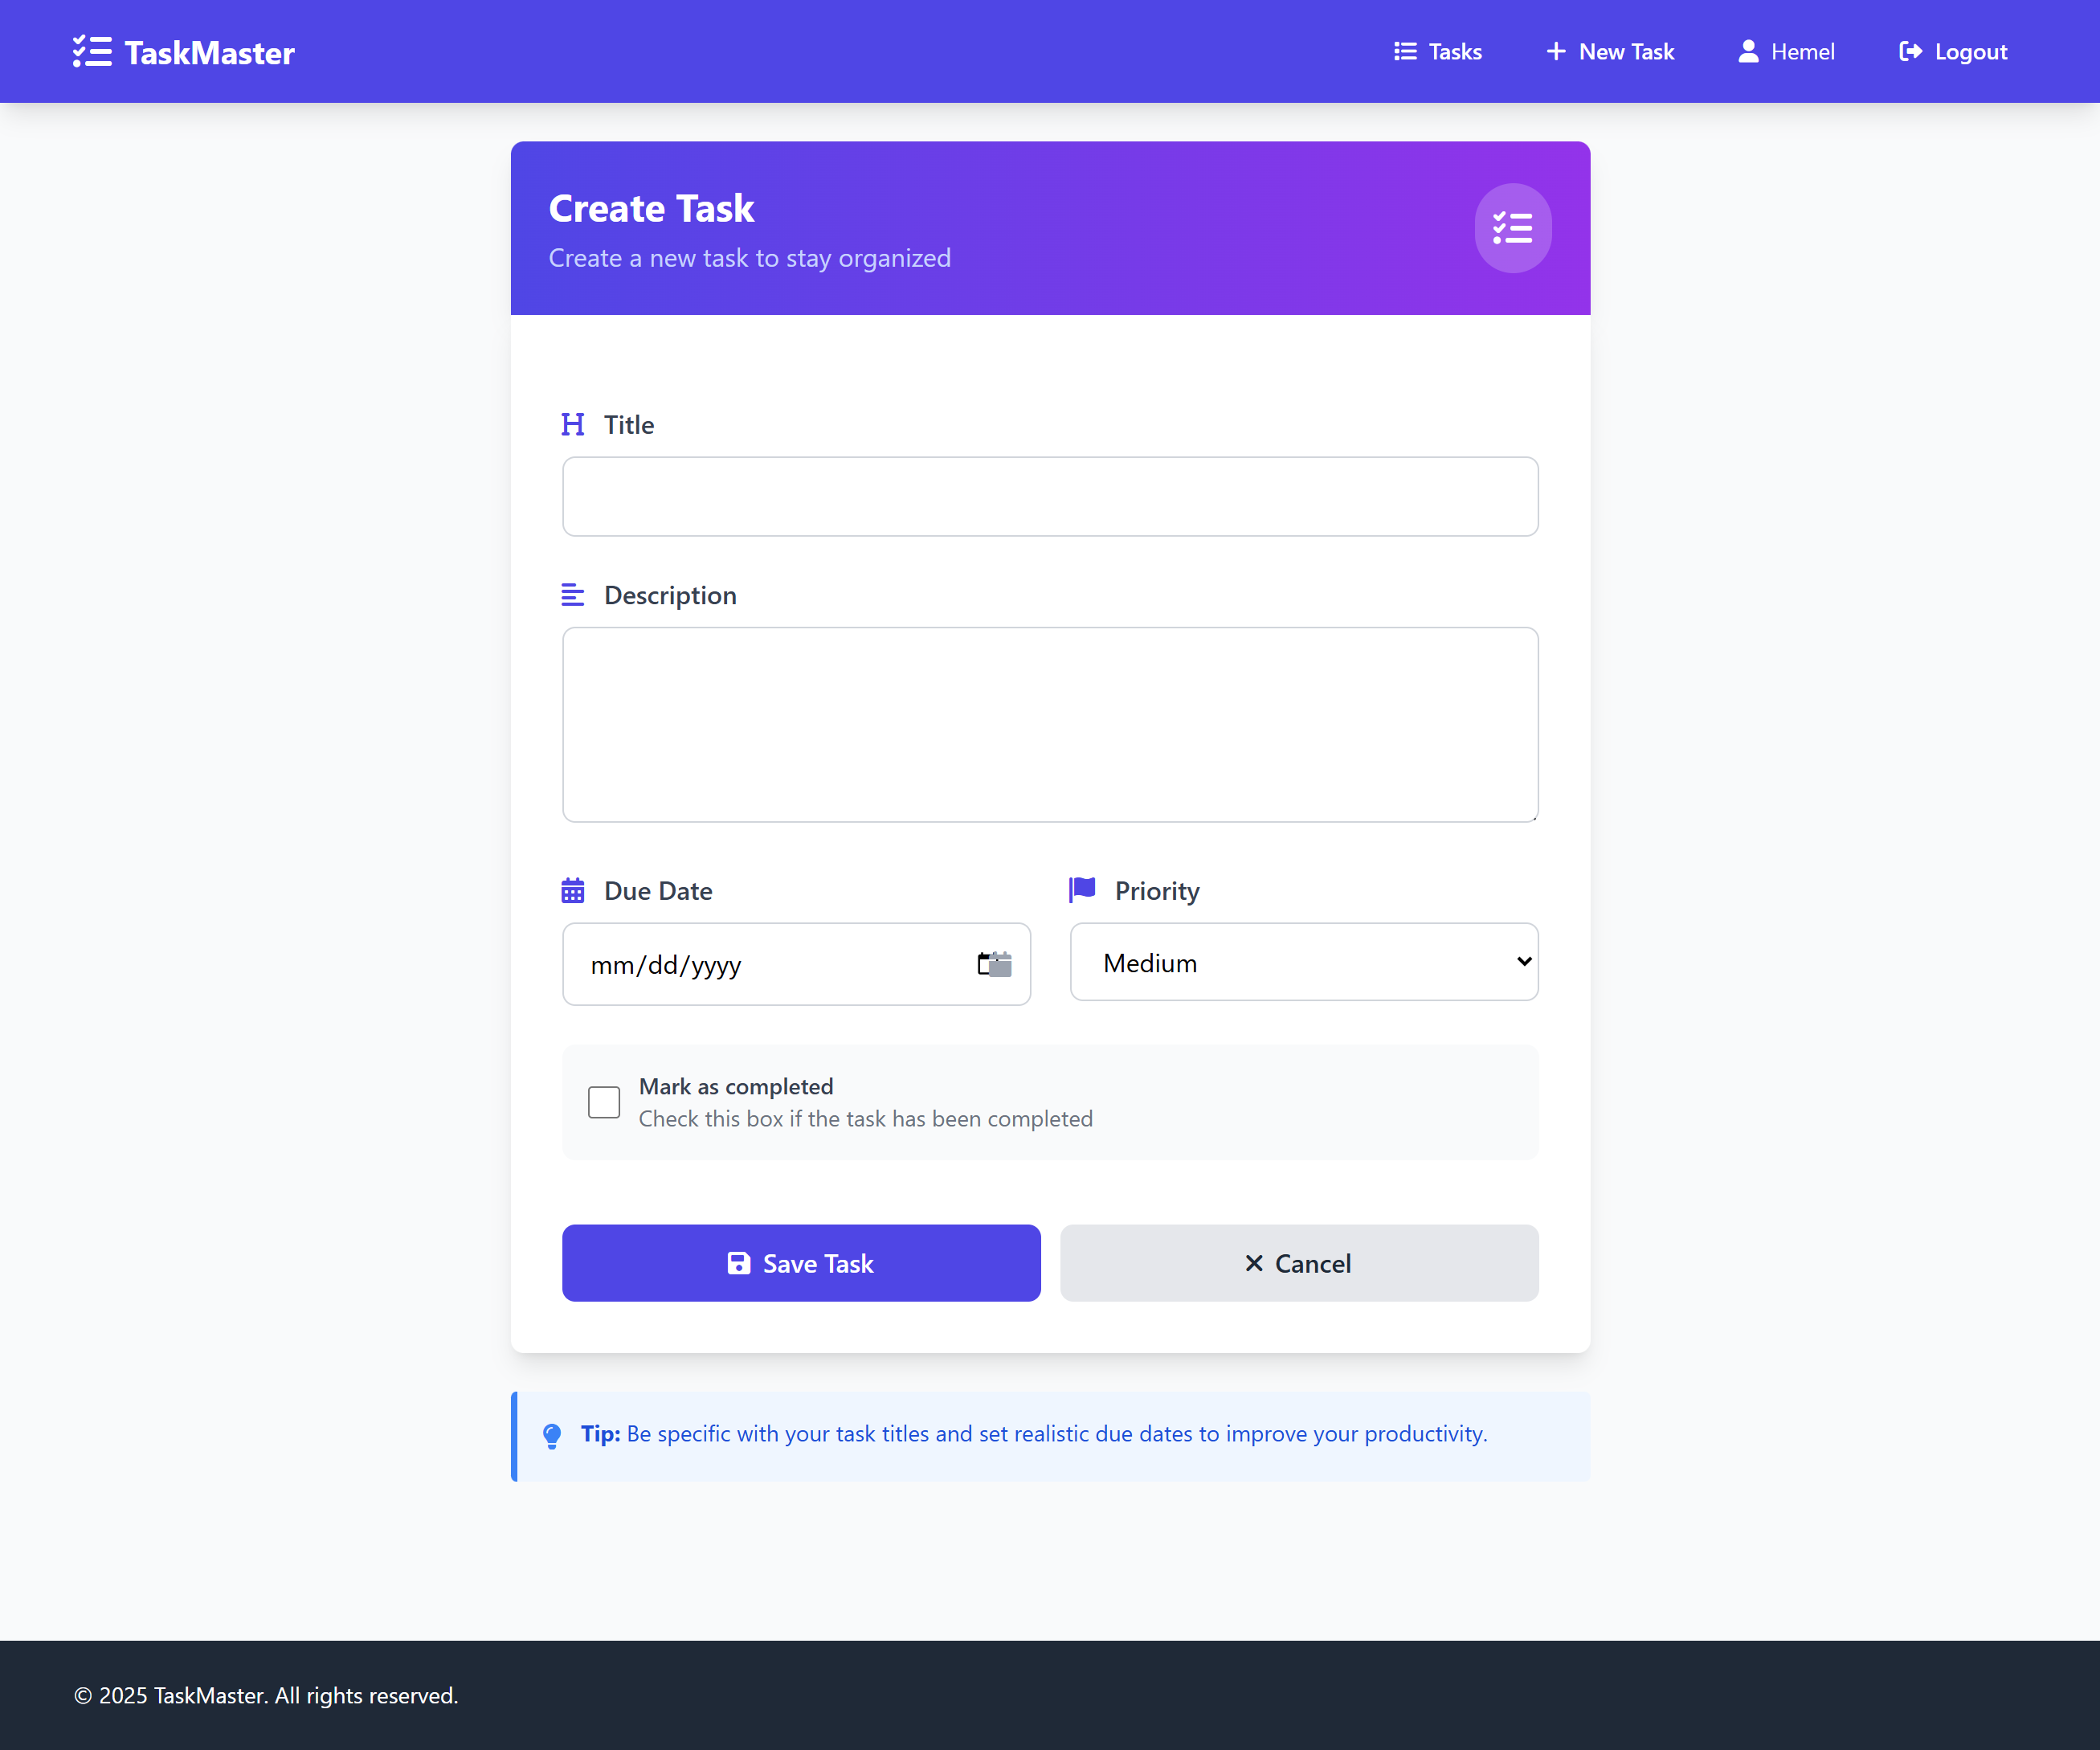 TaskMaster
Tasks
New Task
Hemel
Logout
Create Task
Create a new task to stay organized
Title
Description
Due Date
Priority
mm/dd/yyyy
Medium
Mark as completed
Check this box if the task has been completed
Save Task
Cancel
Tip: Be specific with your task titles and set realistic due dates to improve your productivity.
© 2025 TaskMaster. All rights reserved.